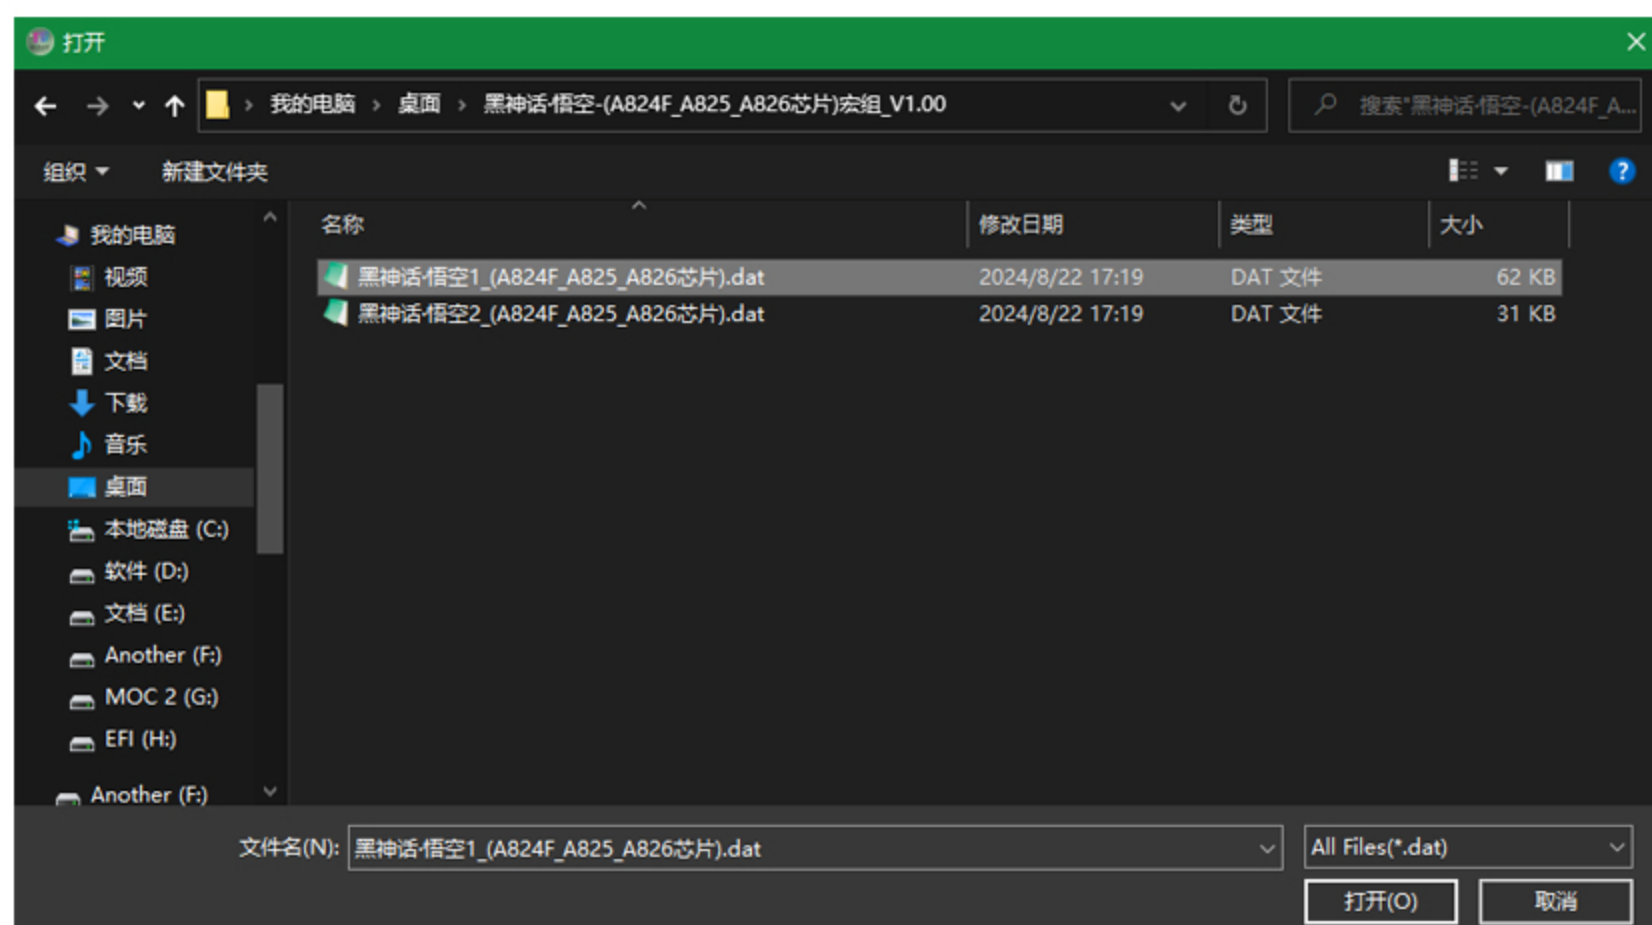 打开
我的电脑 › 桌面 › 黑神话·悟空-(A824F_A825_A826芯片)宏组_V1.00
搜索"黑神话·悟空-(A824F_A...
组织 新建文件夹
名称 修改日期 类型 大小
黑神话·悟空1_(A824F_A825_A826芯片).dat 2024/8/22 17:19 DAT 文件 62 KB
黑神话·悟空2_(A824F_A825_A826芯片).dat 2024/8/22 17:19 DAT 文件 31 KB
我的电脑
视频
图片
文档
下载
音乐
桌面
本地磁盘 (C:)
软件 (D:)
文档 (E:)
Another (F:)
MOC 2 (G:)
EFI (H:)
Another (F:)
文件名(N): 黑神话·悟空1_(A824F_A825_A826芯片).dat All Files(*.dat)
打开(O) 取消